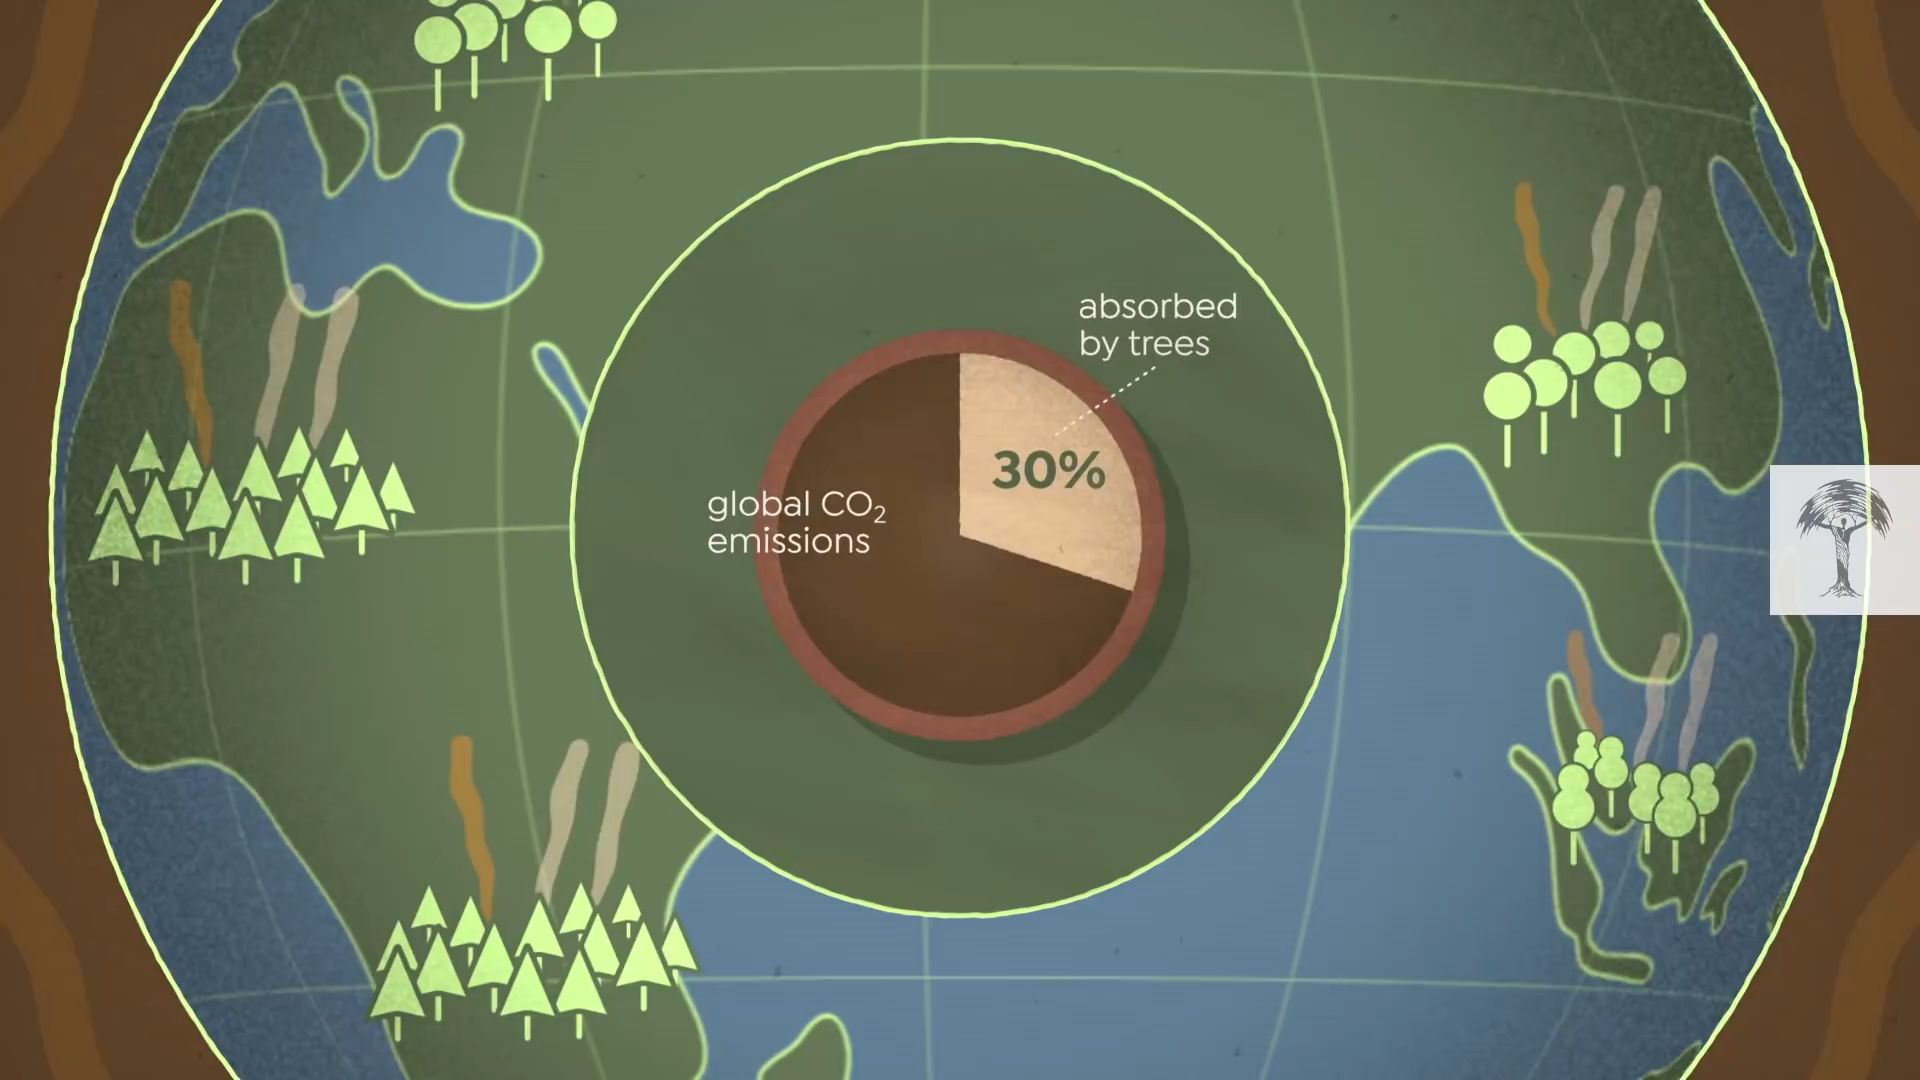 absorbed
by trees
30%
global CO₂
emissions